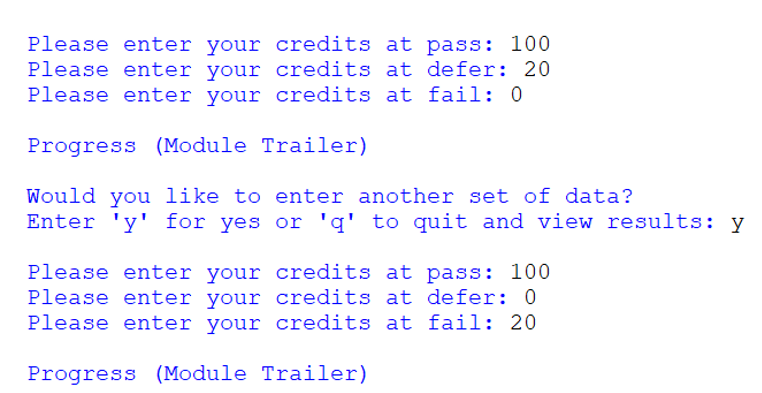 Please enter your credits at pass: 100
Please enter your credits at defer: 20
Please enter your credits at fail: 0
Progress (Module Trailer)
Would you like to enter another set of data?
Enter 'y' for yes or 'q' to quit and view results: y
Please enter your credits at pass: 100
Please enter your credits at defer: 0
Please enter your credits at fail: 20
Progress (Module Trailer)